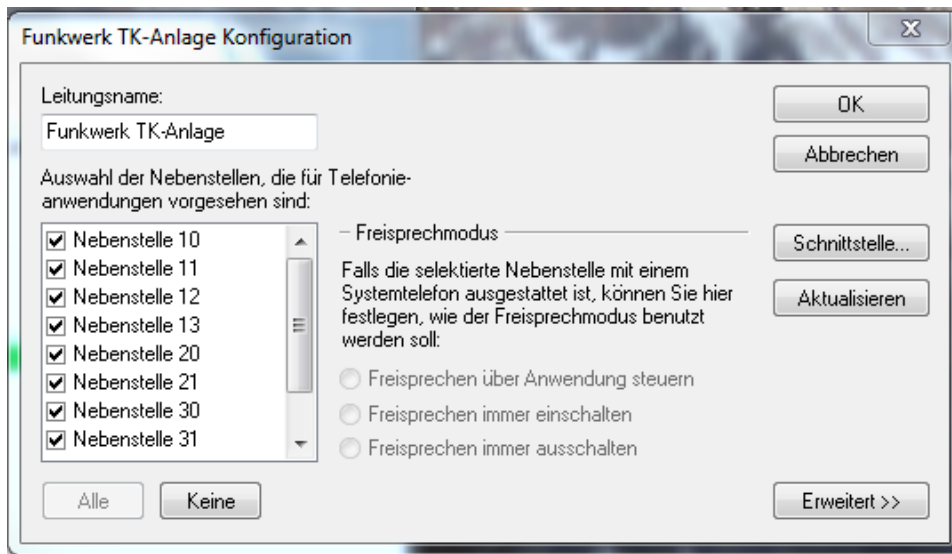 Funkwerk TK-Anlage Konfiguration
Leitungsname:
Funkwerk TK-Anlage
Auswahl der Nebenstellen, die für Telefonie-
anwendungen vorgesehen sind:
Nebenstelle 10
Nebenstelle 11
Nebenstelle 12
Nebenstelle 13
Nebenstelle 20
Nebenstelle 21
Nebenstelle 30
Nebenstelle 31
Alle
Keine
Freisprechmodus
Falls die selektierte Nebenstelle mit einem
Systemtelefon ausgestattet ist, können Sie hier
festlegen, wie der Freisprechmodus benutzt
werden soll:
Freisprechen über Anwendung steuern
Freisprechen immer einschalten
Freisprechen immer ausschalten
OK
Abbrechen
Schnittstelle...
Aktualisieren
Erweitert >>